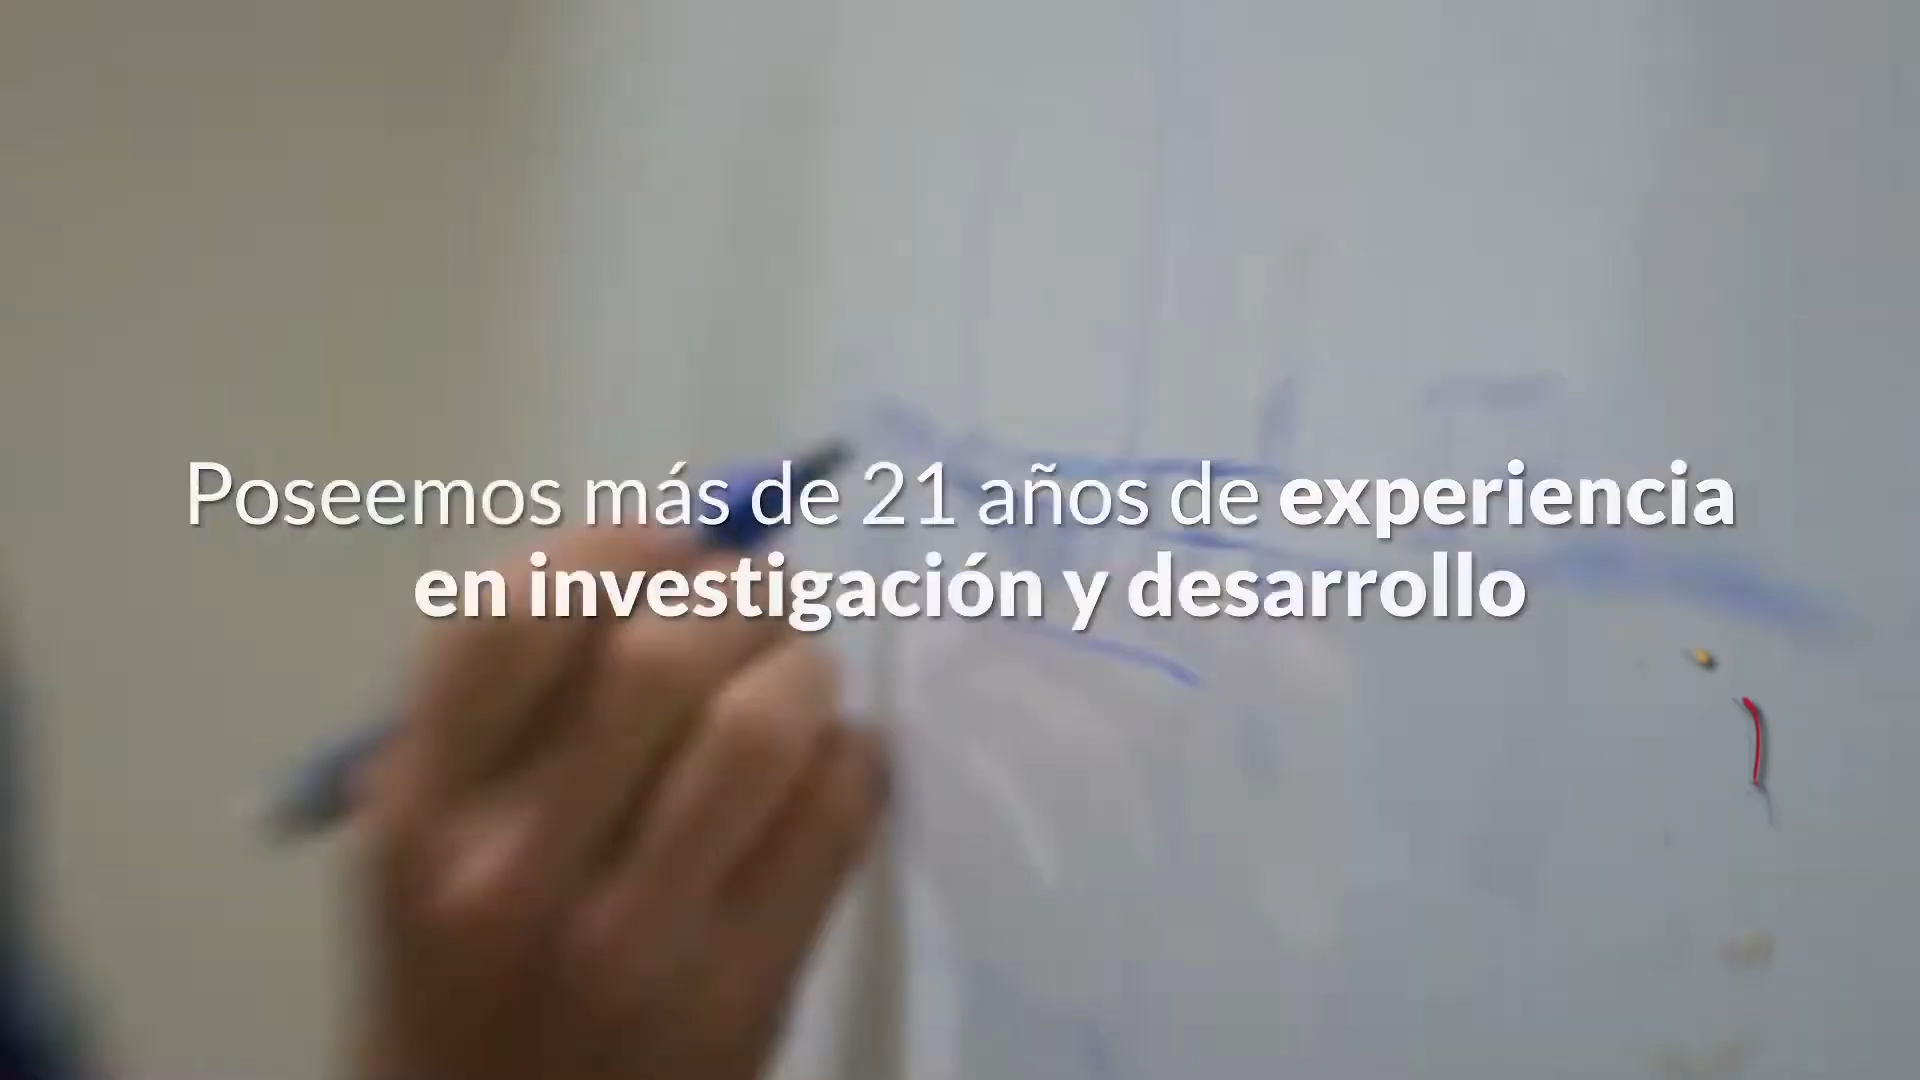 Poseemos más de 21 años de experiencia
en investigación y desarrollo